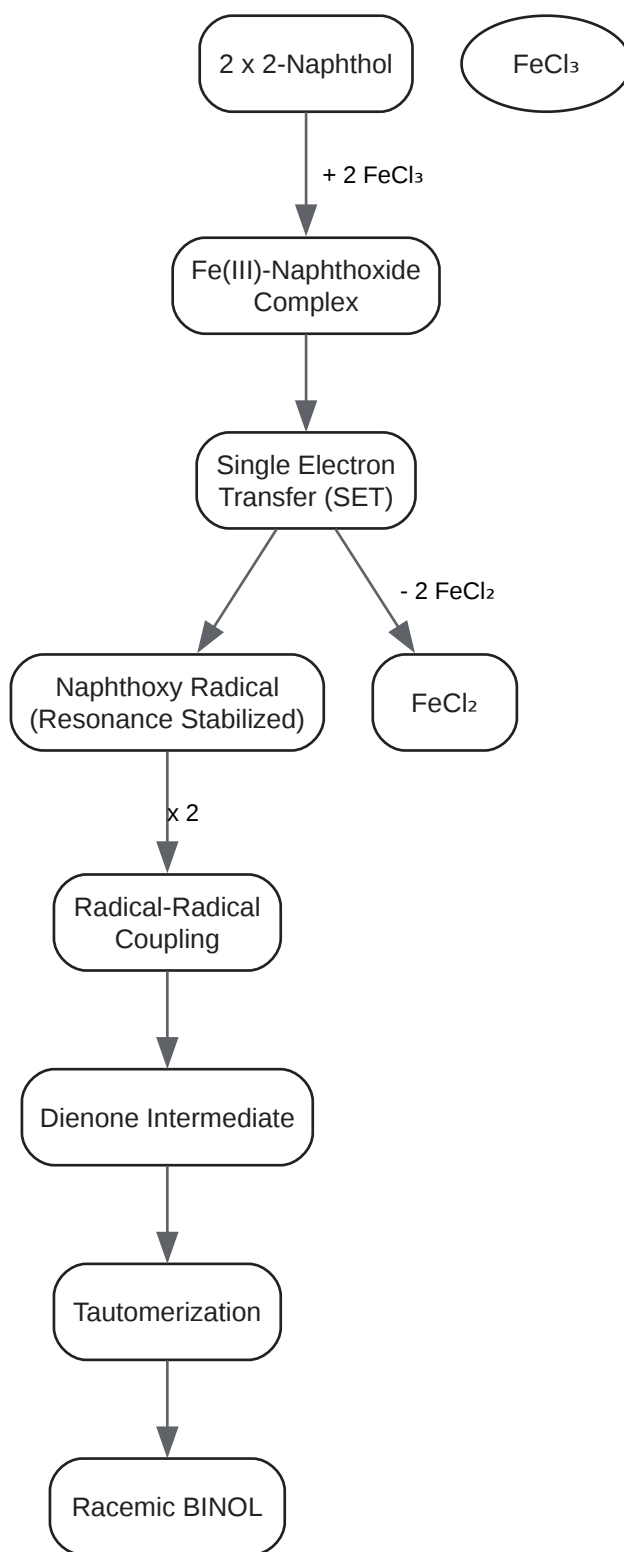 2 x 2-Naphthol
FeCl₃
+ 2 FeCl₃
Fe(III)-Naphthoxide
Complex
Single Electron
Transfer (SET)
- 2 FeCl₂
Naphthoxy Radical
(Resonance Stabilized)
FeCl₂
x 2
Radical-Radical
Coupling
Dienone Intermediate
Tautomerization
Racemic BINOL